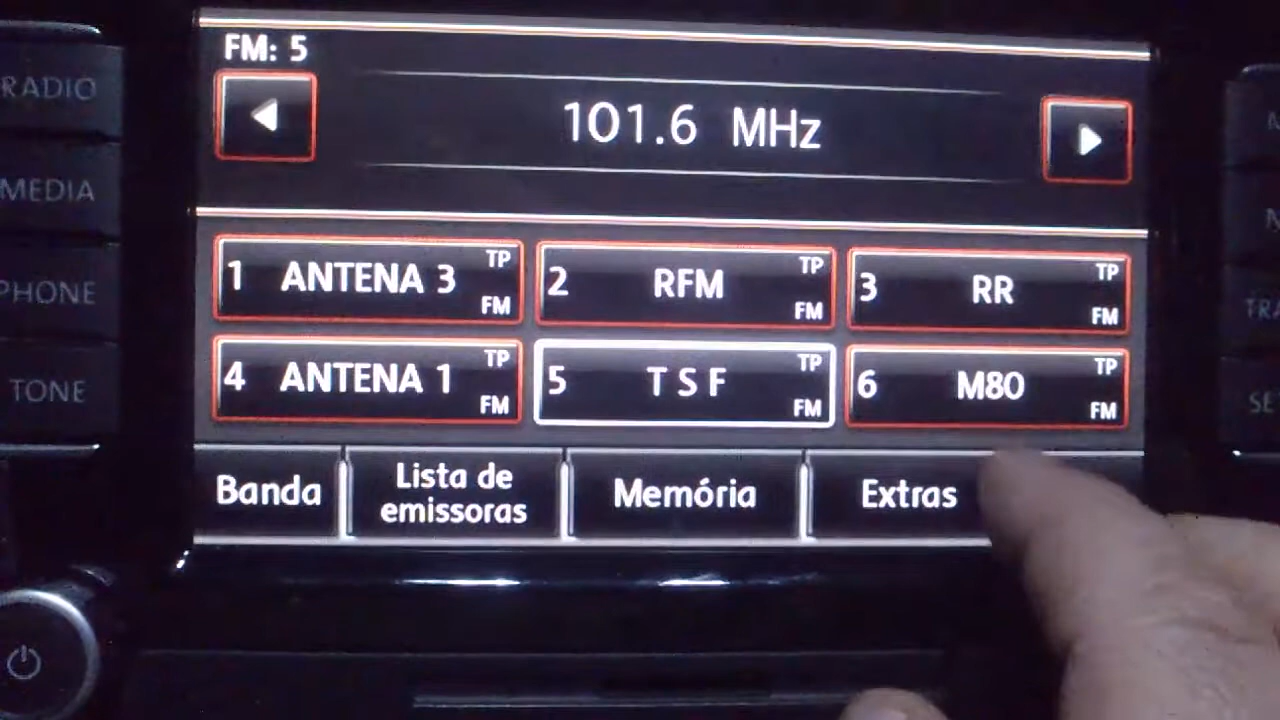 FM: 5
RADIO
101.6 MHz
MEDIA
1 ANTENA 3 TP FM
2 RFM TP FM
3 RR TP FM
PHONE
4 ANTENA 1 TP FM
5 T S F TP FM
6 M80 TP FM
TONE
Banda
Lista de
emissoras
Memória
Extras